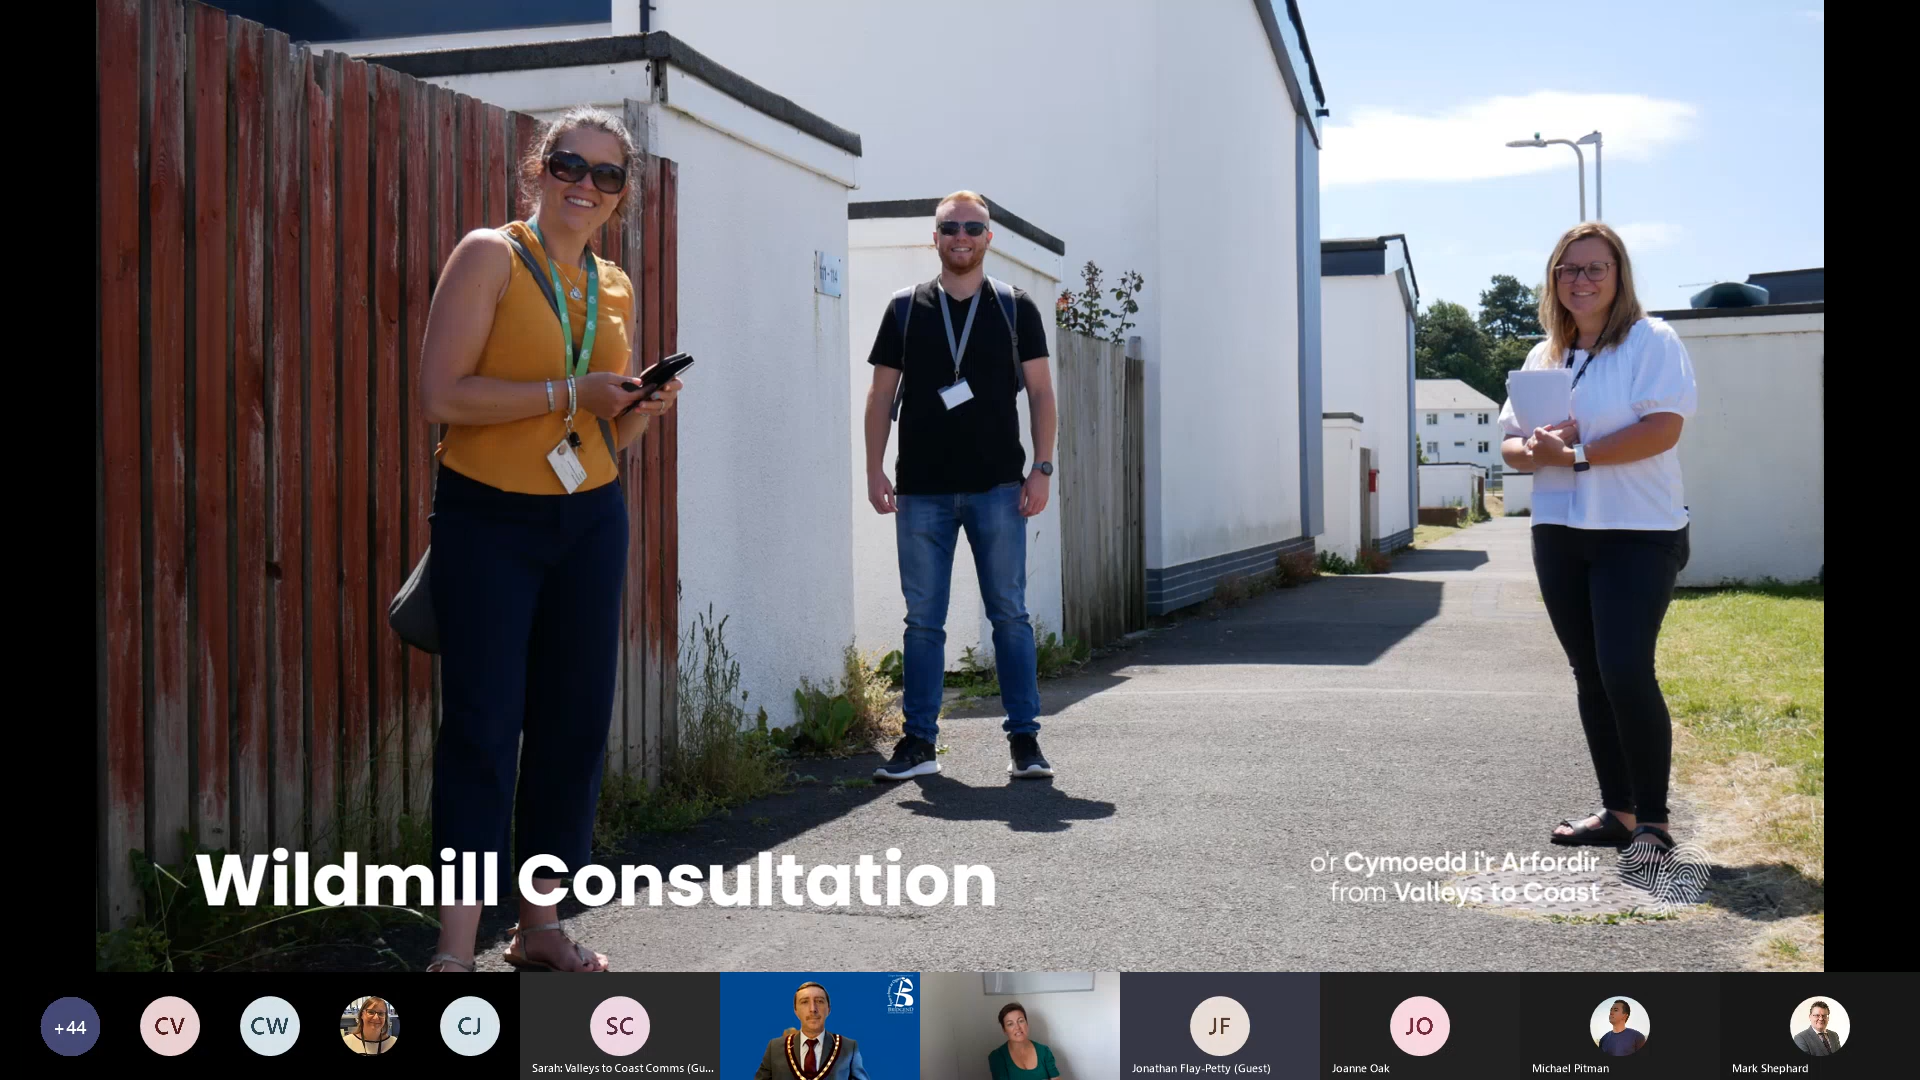 Wildmill Consultation
o'r Cymoedd i'r Arfordir
from Valleys to Coast
+44
CV
CW
CJ
SC
Sarah: Valleys to Coast Comms (Gu...
BRIDGEND
JF
Jonathan Flay-Petty (Guest)
JO
Joanne Oak
Michael Pitman
Mark Shephard